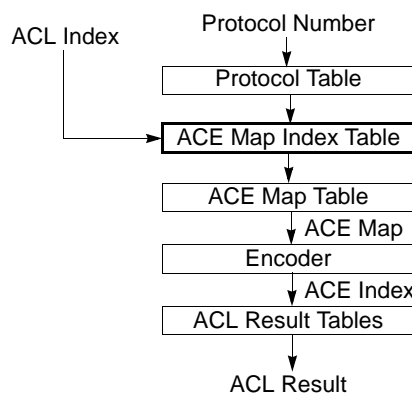 Protocol Number
ACL Index
Protocol Table
ACE Map Index Table
ACE Map Table
ACE Map
Encoder
ACE Index
ACL Result Tables
ACL Result